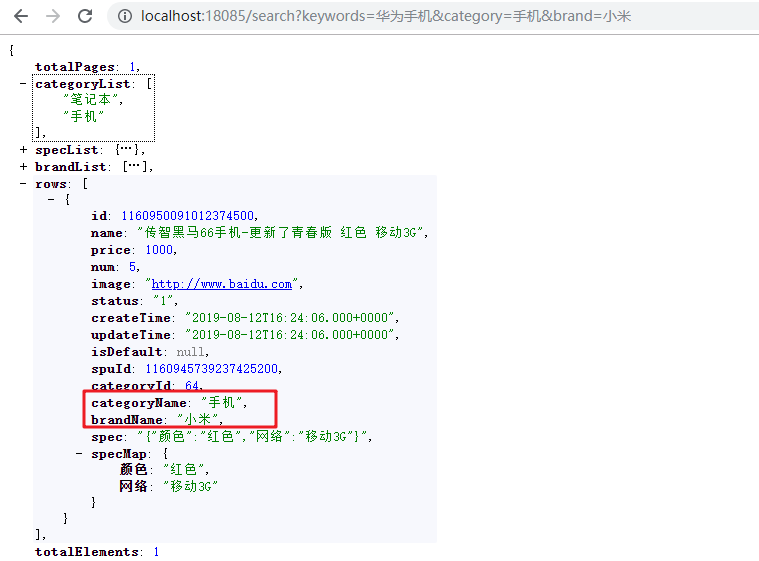 localhost:18085/search?keywords=华为手机&category=手机&brand=小米
{
totalPages: 1,
- categoryList: [
"笔记本",
"手机"
],
+ specList: {…},
+ brandList: […],
- rows: [
- {
id: 1160950091012374500,
name: "传智黑马66手机-更新了青春版 红色 移动3G",
price: 1000,
num: 5,
image: "http://www.baidu.com",
status: "1",
createTime: "2019-08-12T16:24:06.000+0000",
updateTime: "2019-08-12T16:24:06.000+0000",
isDefault: null,
spuId: 1160945739237425200,
categoryId: 64,
categoryName: "手机",
brandName: "小米",
spec: "{"颜色":"红色","网络":"移动3G"}",
- specMap: {
颜色: "红色",
网络: "移动3G"
}
}
],
totalElements: 1